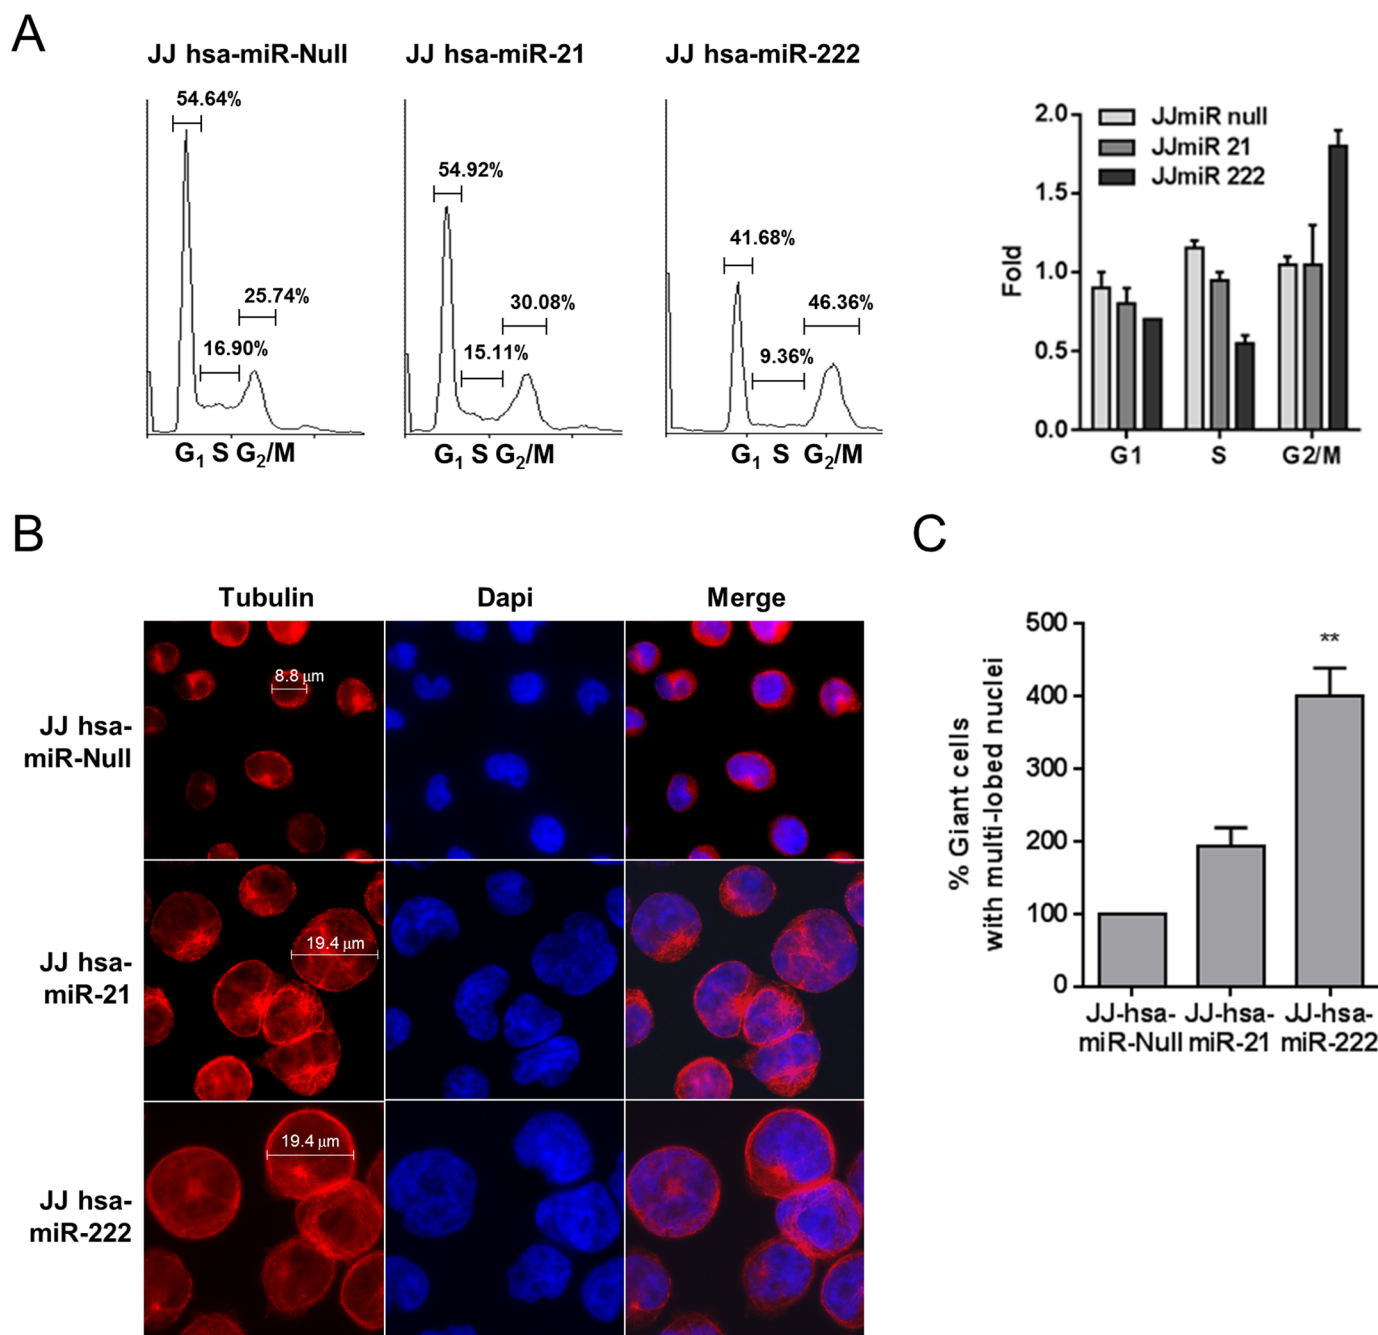 A
JJ hsa-miR-Null
54.64%
25.74%
16.90%
G₁ S G₂/M
JJ hsa-miR-21
54.92%
30.08%
15.11%
G₁ S G₂/M
JJ hsa-miR-222
41.68%
46.36%
9.36%
G₁ S G₂/M
JJmiR null
JJmiR 21
JJmiR 222
Fold
2.0
1.5
1.0
0.5
0.0
G1 S G2/M
B
Tubulin Dapi Merge
JJ hsa-
miR-Null
8.8 μm
JJ hsa-
miR-21
19.4 μm
JJ hsa-
miR-222
19.4 μm
C
% Giant cells
with multi-lobed nuclei
500
400
300
200
100
0
**
JJ-hsa-
miR-Null
JJ-hsa-
miR-21
JJ-hsa-
miR-222